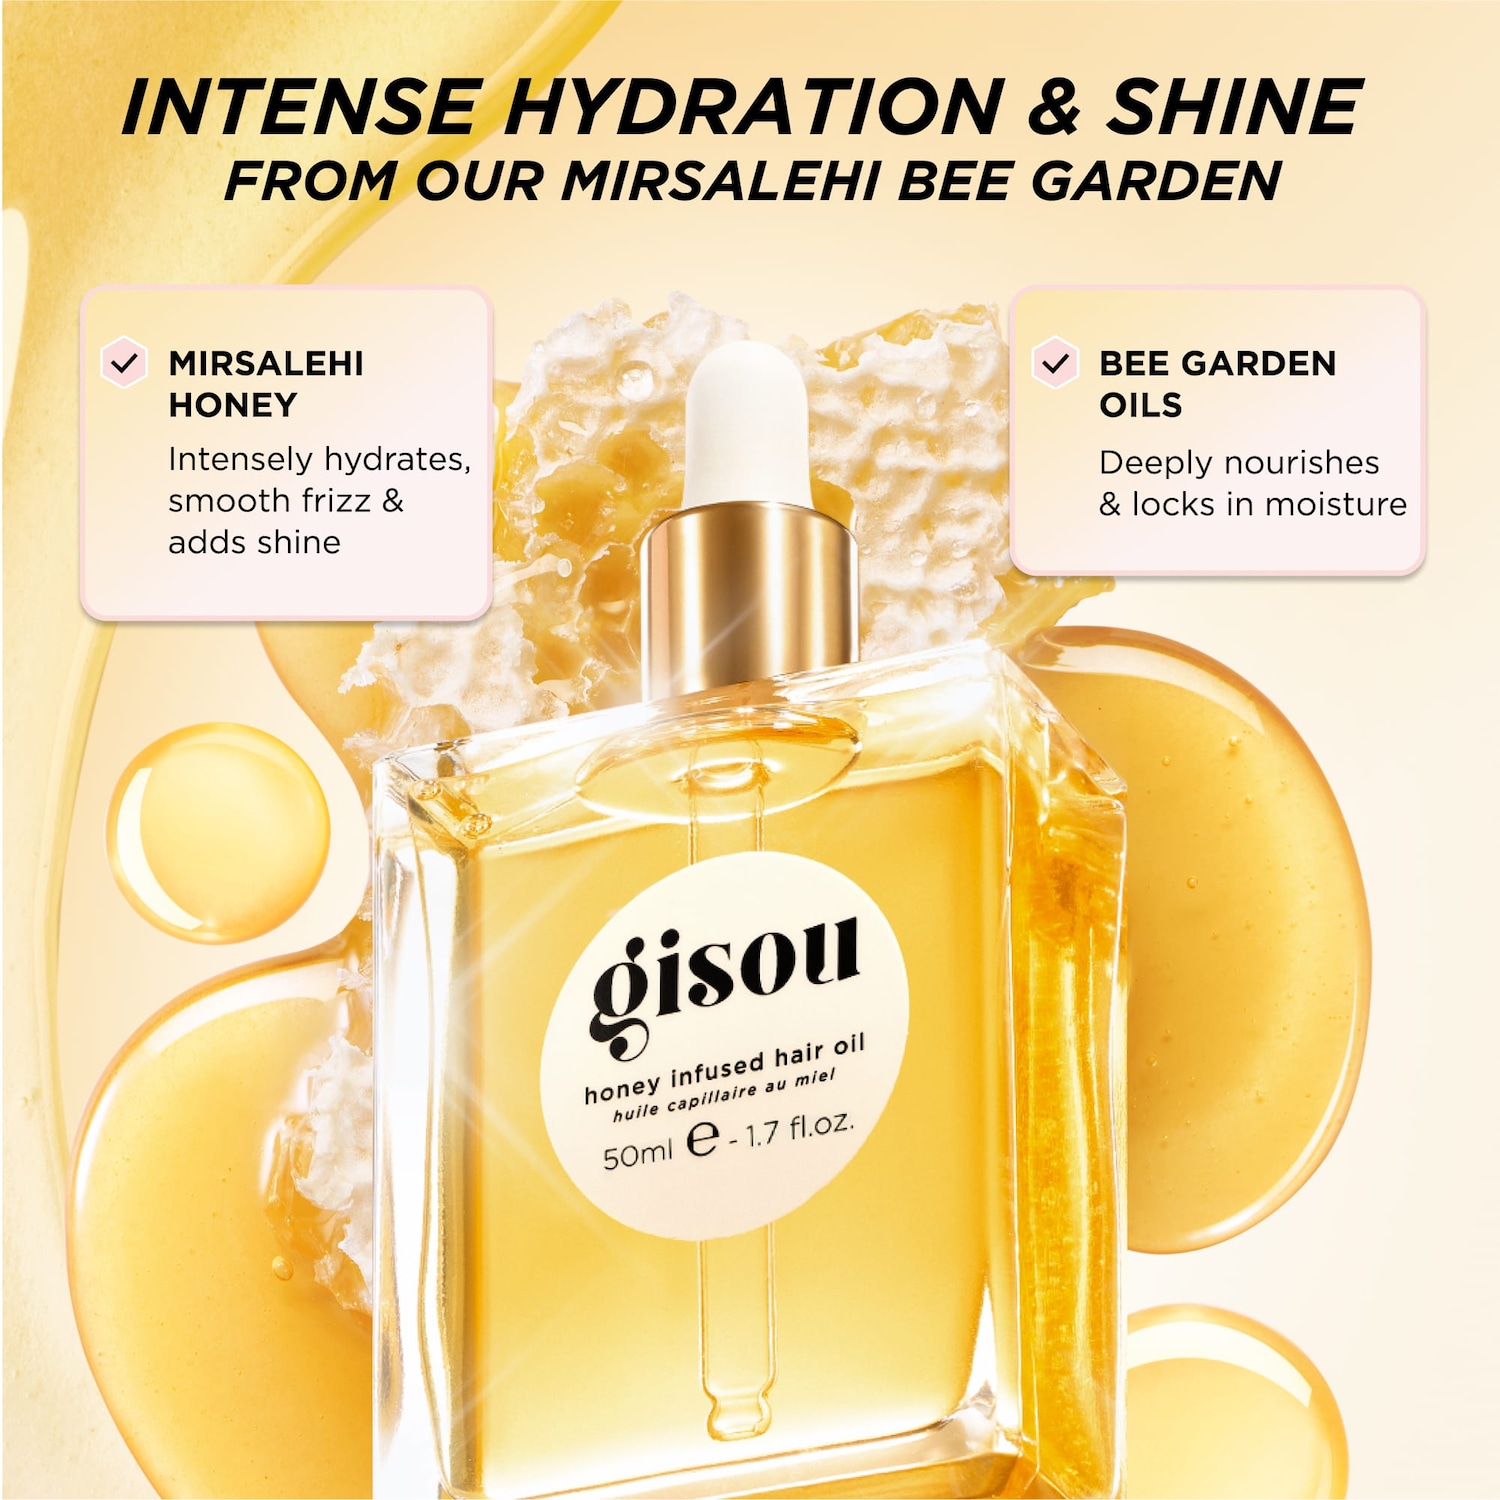 INTENSE HYDRATION & SHINE
FROM OUR MIRSALEHI BEE GARDEN
MIRSALEHI
HONEY
Intensely hydrates,
smooth frizz &
adds shine
BEE GARDEN
OILS
Deeply nourishes
& locks in moisture
gisou
honey infused hair oil
huile capillaire au miel
50ml e - 1.7 fl.oz.